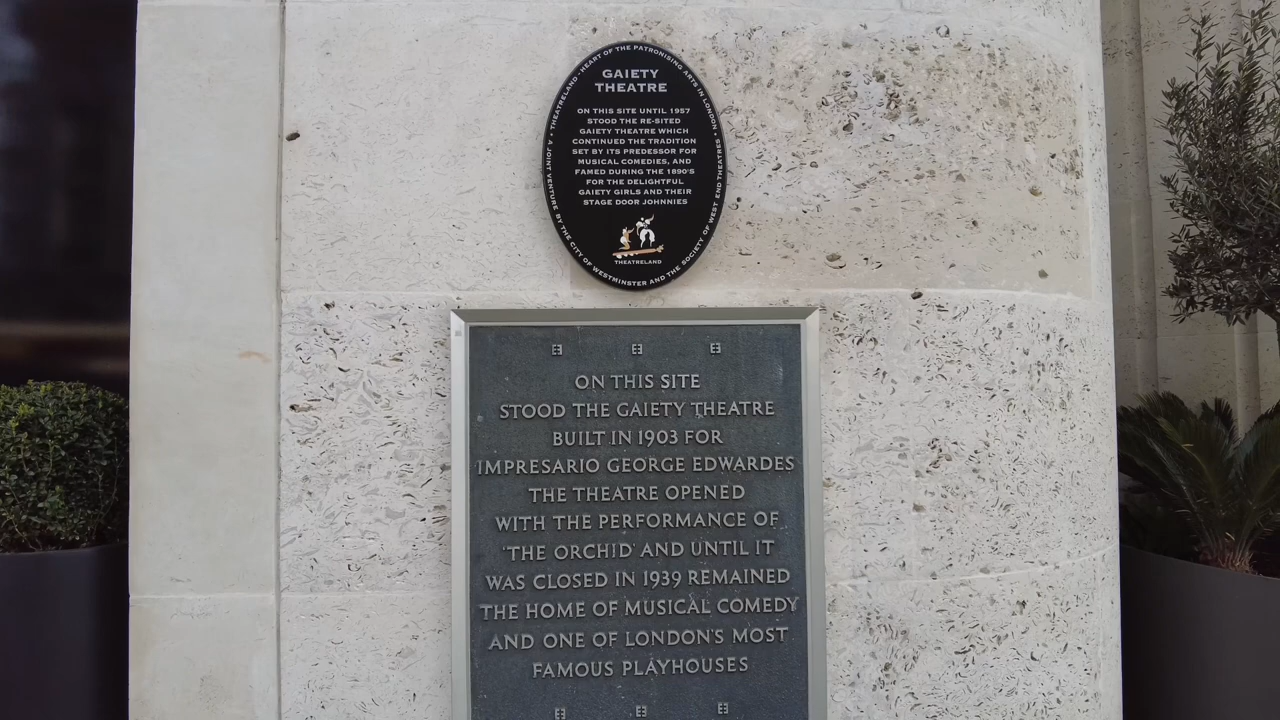 A JOINT VENTURE BY THE CITY OF WESTMINSTER AND THE SOCIETY OF WEST END THEATRES • THEATRELAND - HEART OF THE PATRONISING ARTS IN LONDON •
GAIETY
THEATRE
ON THIS SITE UNTIL 1957
STOOD THE RE-SITED
GAIETY THEATRE WHICH
CONTINUED THE TRADITION
SET BY ITS PREDESSOR FOR
MUSICAL COMEDIES, AND
FAMED DURING THE 1890'S
FOR THE DELIGHTFUL
GAIETY GIRLS AND THEIR
STAGE DOOR JOHNNIES
THEATRELAND
ON THIS SITE
STOOD THE GAIETY THEATRE
BUILT IN 1903 FOR
IMPRESARIO GEORGE EDWARDES
THE THEATRE OPENED
WITH THE PERFORMANCE OF
'THE ORCHID' AND UNTIL IT
WAS CLOSED IN 1939 REMAINED
THE HOME OF MUSICAL COMEDY
AND ONE OF LONDON'S MOST
FAMOUS PLAYHOUSES